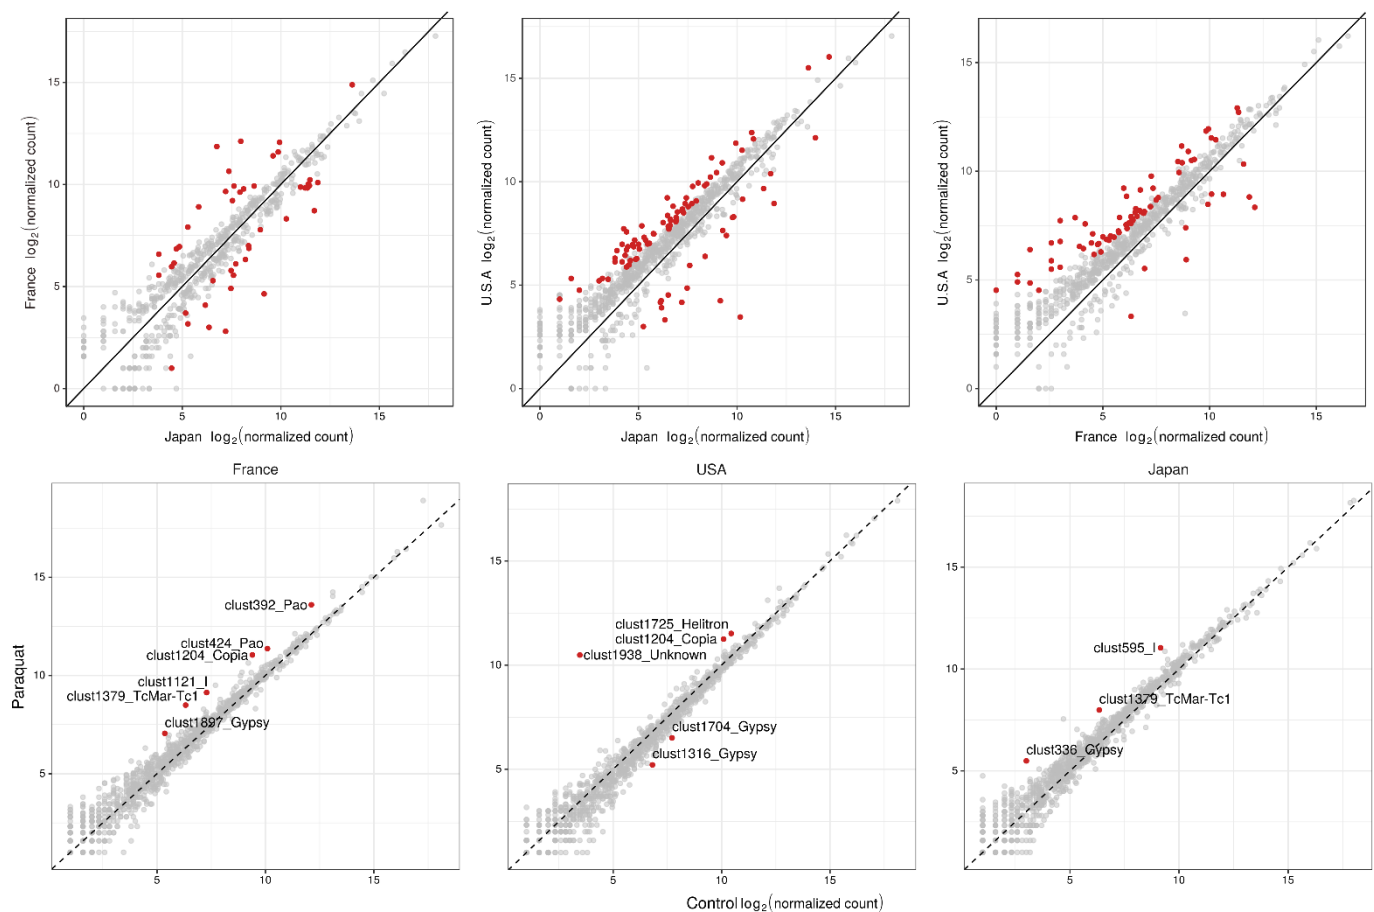 15
10
5
0
0
5
10
15
France log2(normalized count)
Japan log2(normalized count)
15
10
5
0
0
5
10
15
U.S.A log2(normalized count)
Japan log2(normalized count)
15
10
5
0
0
5
10
15
U.S.A log2(normalized count)
France log2(normalized count)
France
USA
Japan
Paraquat
15
10
5
5
10
15
clust392_Pao
clust424_Pao
clust1204_Copia
clust1121_I
clust1379_TcMar-Tc1
clust1897_Gypsy
15
10
5
5
10
15
clust1725_Helitron
clust1204_Copia
clust1938_Unknown
clust1704_Gypsy
clust1316_Gypsy
15
10
5
5
10
15
clust595_I
clust1379_TcMar-Tc1
clust336_Gypsy
Control log2(normalized count)